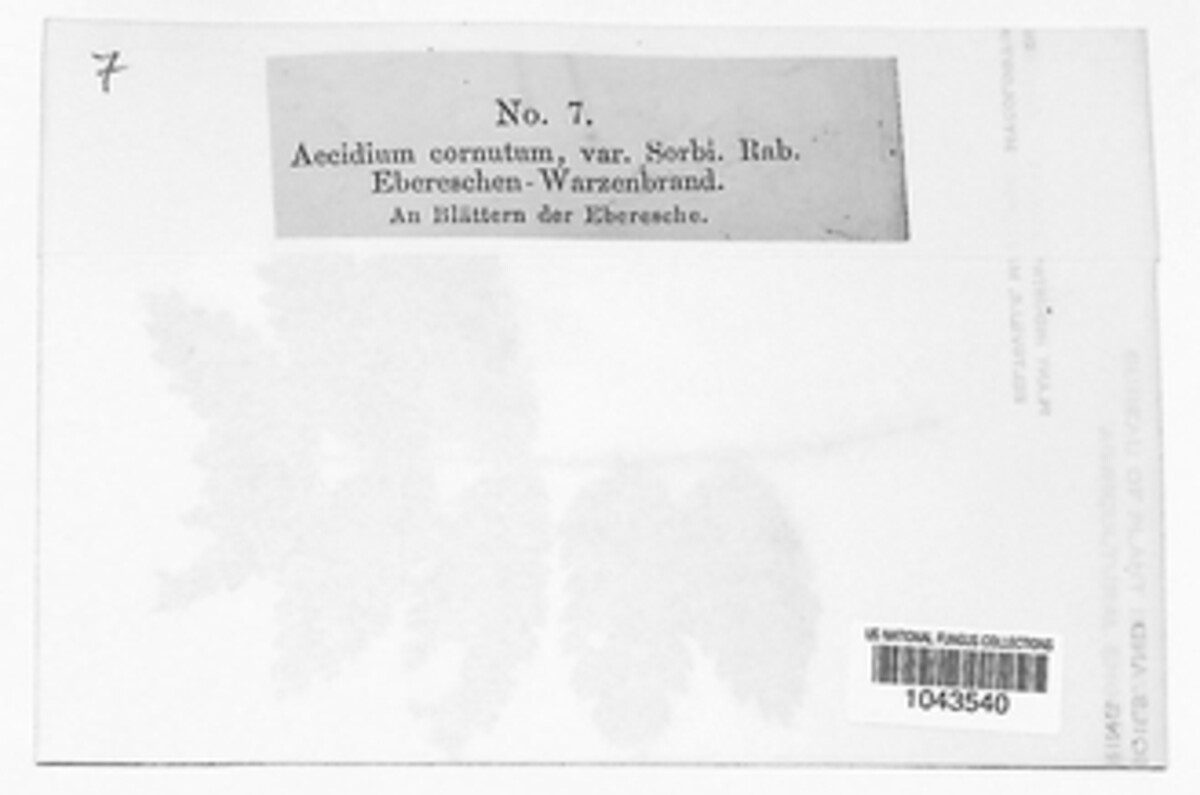 7
No. 7.
Aecidium cornutum, var. Sorbi. Rab.
Ebereschen-Warzenbrand.
An Blättern der Eberesche.
US NATIONAL FUNGUS COLLECTIONS
1043540